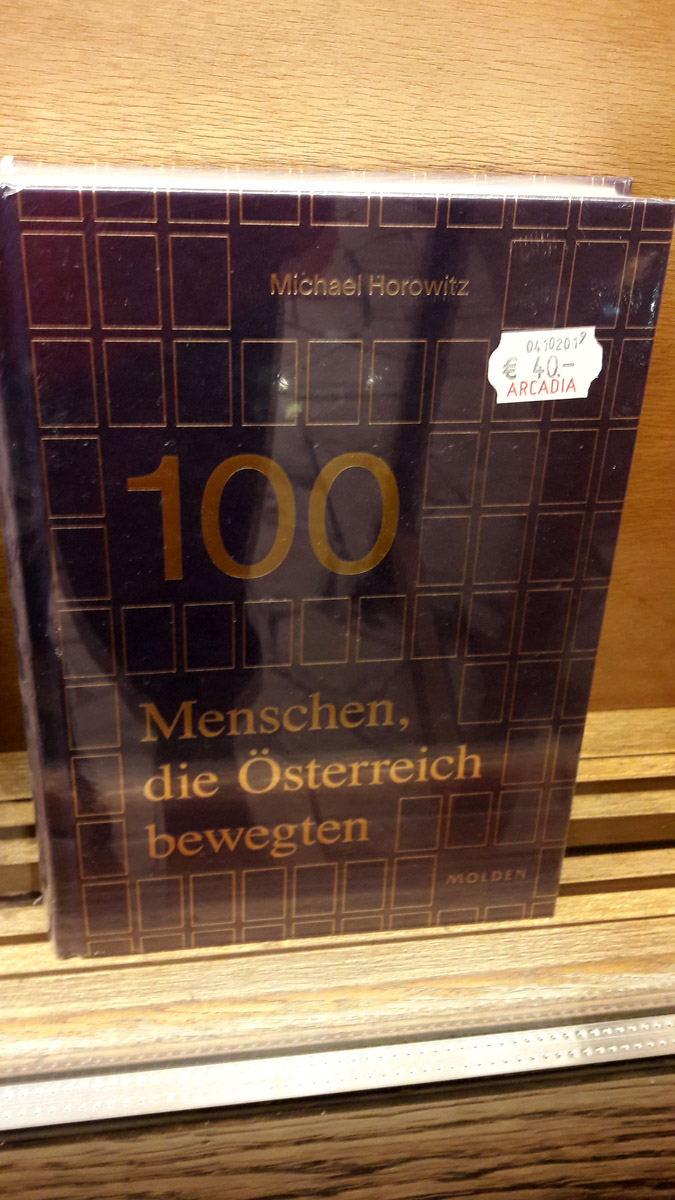 Michael Horowitz
04102019
€ 40.-
ARCADIA
100
Menschen,
die Österreich
bewegten
MOLDEN